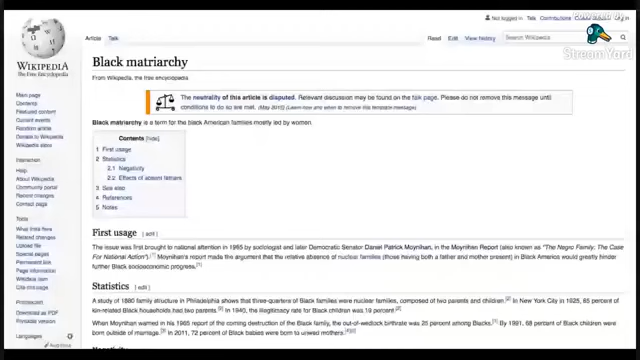 Not logged in Talk Contributions
Powered By
Stream Yard
WIKIPEDIA
The Free Encyclopedia
Article Talk
Read Edit View History
Search Wikipedia
Black matriarchy
From Wikipedia, the free encyclopedia
The neutrality of this article is disputed. Relevant discussion may be found on the talk page. Please do not remove this message until
conditions to do so are met. (May 2015) (Learn how and when to remove this template message)
Black matriarchy is a term for the black American families mostly led by women.
Contents [hide]
1 First usage
2 Statistics
2.1 Negativity
2.2 Effects of absent fathers
3 See also
4 References
5 Notes
Main page
Contents
Featured content
Current events
Random article
Donate to Wikipedia
Wikipedia store
Interaction
Help
About Wikipedia
Community portal
Recent changes
Contact page
Tools
What links here
Related changes
Upload file
Special pages
Permanent link
Page information
Wikidata item
Cite this page
Print/export
Download as PDF
Printable version
Languages
Add links
First usage [ edit ]
The issue was first brought to national attention in 1965 by sociologist and later Democratic Senator Daniel Patrick Moynihan, in the Moynihan Report (also known as "The Negro Family: The Case
For National Action").[1] Moynihan's report made the argument that the relative absence of nuclear families (those having both a father and mother present) in Black America would greatly hinder
further Black socioeconomic progress.[1]
Statistics [ edit ]
A study of 1880 family structure in Philadelphia shows that three-quarters of Black families were nuclear families, composed of two parents and children. In New York City in 1925, 85 percent of
kin-related Black households had two parents. In 1940, the illegitimacy rate for Black children was 19 percent.
When Moynihan warned in his 1965 report of the coming destruction of the Black family, the out-of-wedlock birthrate was 25 percent among Blacks. By 1991, 68 percent of Black children were
born outside of marriage. In 2011, 72 percent of Black babies were born to unwed mothers.